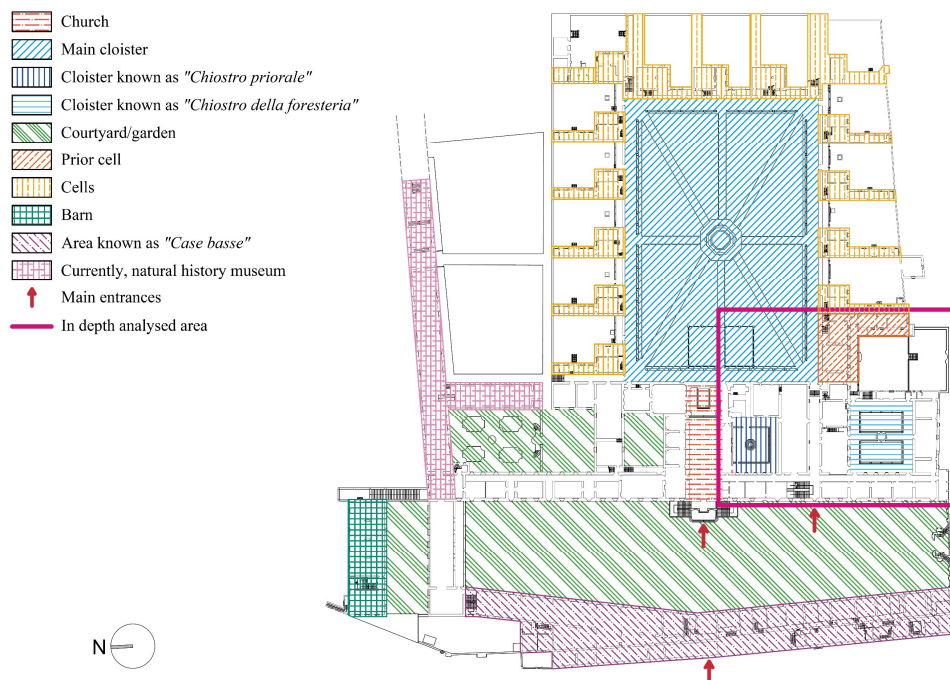 Church
Main cloister
Cloister known as "Chiostro priorale"
Cloister known as "Chiostro della foresteria"
Courtyard/garden
Prior cell
Cells
Barn
Area known as "Case basse"
Currently, natural history museum
Main entrances
In depth analysed area
N